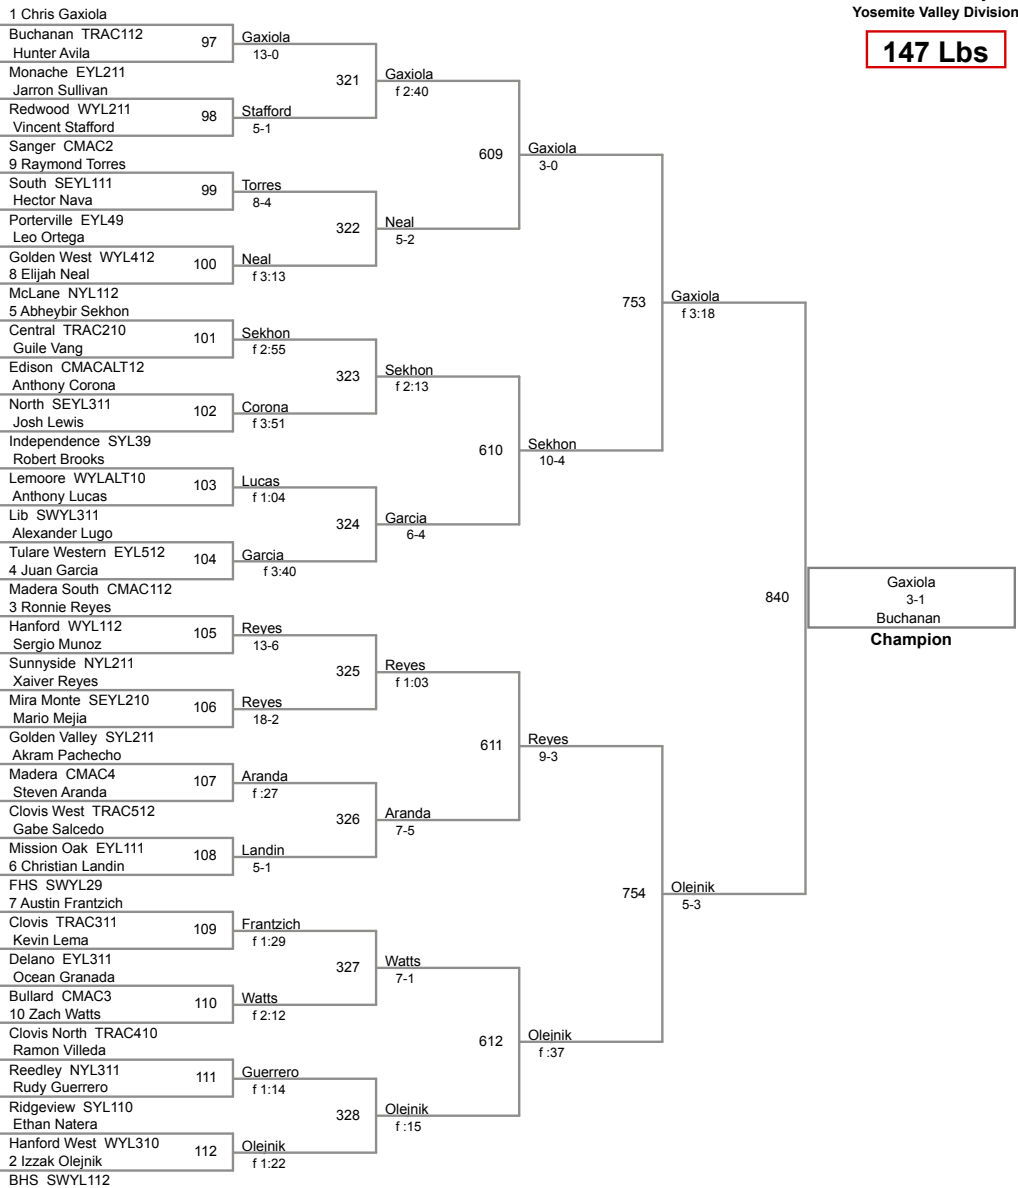 1 Chris Gaxiola
Buchanan TRAC112
Hunter Avila
Monache EYL211
Jarron Sullivan
Redwood WYL211
Vincent Stafford
Sanger CMAC2
9 Raymond Torres
South SEYL111
Hector Nava
Porterville EYL49
Leo Ortega
Golden West WYL412
8 Elijah Neal
McLane NYL112
5 Abheybir Sekhon
Central TRAC210
Guile Vang
Edison CMACALT12
Anthony Corona
North SEYL311
Josh Lewis
Independence SYL39
Robert Brooks
Lemoore WYLALT10
Anthony Lucas
Lib SWYL311
Alexander Lugo
Tulare Western EYL512
4 Juan Garcia
Madera South CMAC112
3 Ronnie Reyes
Hanford WYL112
Sergio Munoz
Sunnyside NYL211
Xaiver Reyes
Mira Monte SEYL210
Mario Mejia
Golden Valley SYL211
Akram Pachecho
Madera CMAC4
Steven Aranda
Clovis West TRAC512
Gabe Salcedo
Mission Oak EYL111
6 Christian Landin
FHS SWYL29
7 Austin Frantzich
Clovis TRAC311
Kevin Lema
Delano EYL311
Ocean Granada
Bullard CMAC3
10 Zach Watts
Clovis North TRAC410
Ramon Villeda
Reedley NYL311
Rudy Guerrero
Ridgeview SYL110
Ethan Natera
Hanford West WYL310
2 Izzak Olejnik
BHS SWYL112
97
98
99
100
101
102
103
104
105
106
107
108
109
110
111
112
Gaxiola
13-0
Stafford
5-1
Torres
8-4
Neal
f 3:13
Sekhon
f 2:55
Corona
f 3:51
Lucas
f 1:04
Garcia
f 3:40
Reyes
13-6
Reyes
18-2
Aranda
f :27
Landin
5-1
Frantzich
f 1:29
Watts
f 2:12
Guerrero
f 1:14
Olejnik
f 1:22
321
322
323
324
325
326
327
328
Gaxiola
f 2:40
Neal
5-2
Sekhon
f 2:13
Garcia
6-4
Reyes
f 1:03
Aranda
7-5
Watts
7-1
Olejnik
f :15
609
610
611
612
Gaxiola
3-0
Sekhon
10-4
Reyes
9-3
Olejnik
f :37
753
754
Gaxiola
f 3:18
Olejnik
5-3
840
Gaxiola
3-1
Buchanan
Champion
Yosemite Valley Division
147 Lbs